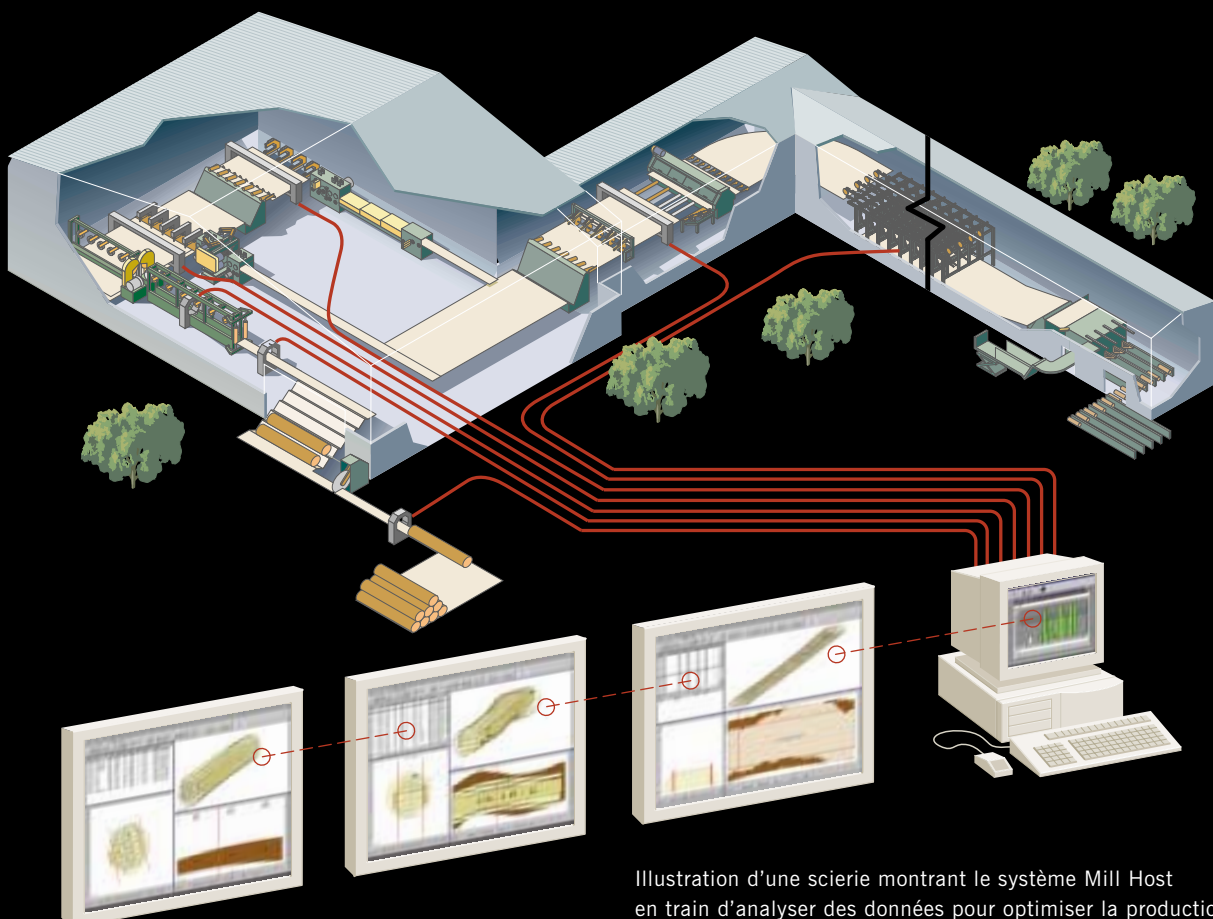 Illustration d'une scierie montrant le système Mill Host
en train d'analyser des données pour optimiser la productio